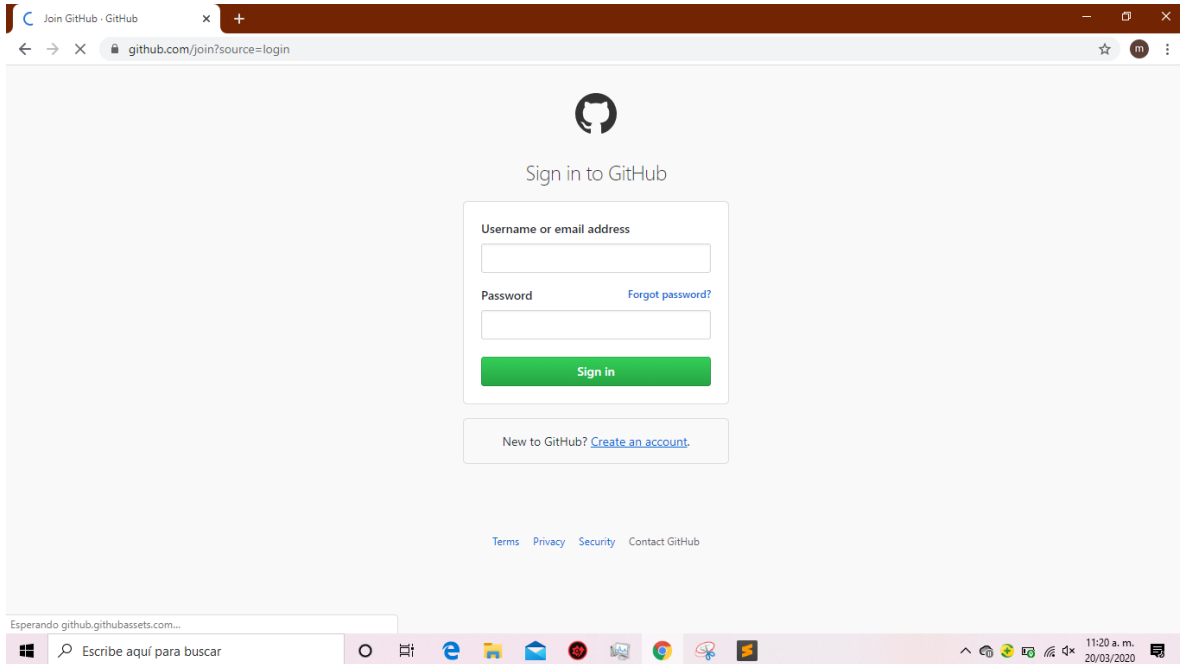 Join GitHub · GitHub
github.com/join?source=login
m
Sign in to GitHub
Username or email address
Password Forgot password?
Sign in
New to GitHub? Create an account.
Terms Privacy Security Contact GitHub
Esperando github.githubassets.com...
Escribe aquí para buscar
11:20 a. m.
20/03/2020